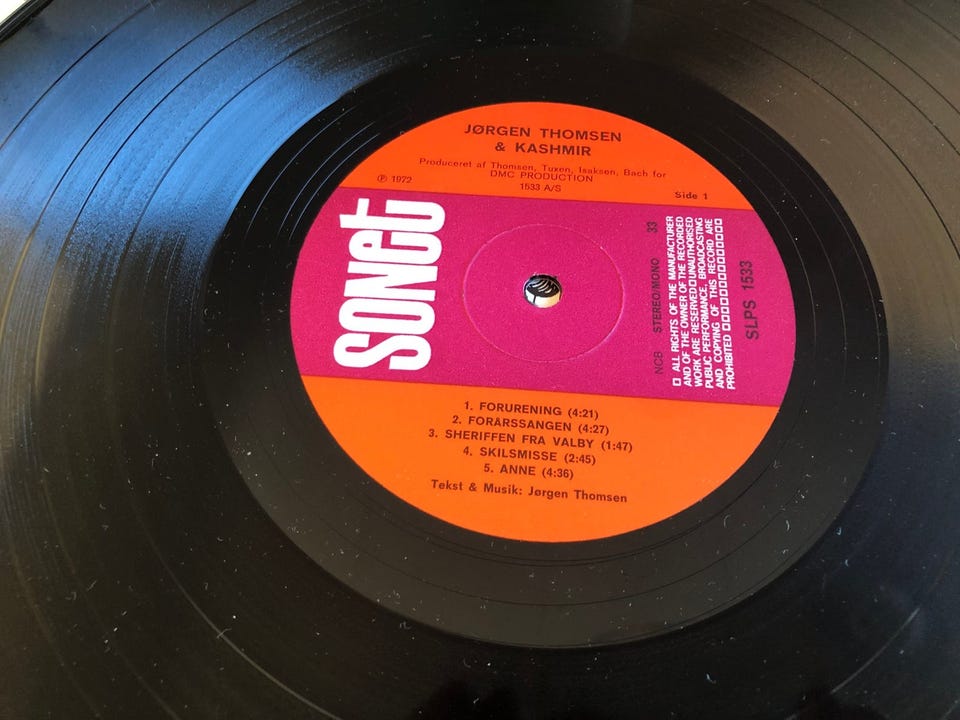 JØRGEN THOMSEN
& KASHMIR
Produceret af Thomsen, Tuxen, Isaksen, Bach for
DMC PRODUCTION
℗ 1972
1533 A/S
Side 1
SONET
NCB STEREO/MONO 33
ALL RIGHTS OF THE MANUFACTURER
AND OF THE OWNER OF THE RECORDED
WORK ARE RESERVED UNAUTHORISED
PUBLIC PERFORMANCE, BROADCASTING
AND COPYING OF THIS RECORD ARE
PROHIBITED
SLPS 1533
1. FORURENING (4:21)
2. FORARSSANGEN (4:27)
3. SHERIFFEN FRA VALBY (1:47)
4. SKILSMISSE (2:45)
5. ANNE (4:36)
Tekst & Musik: Jørgen Thomsen